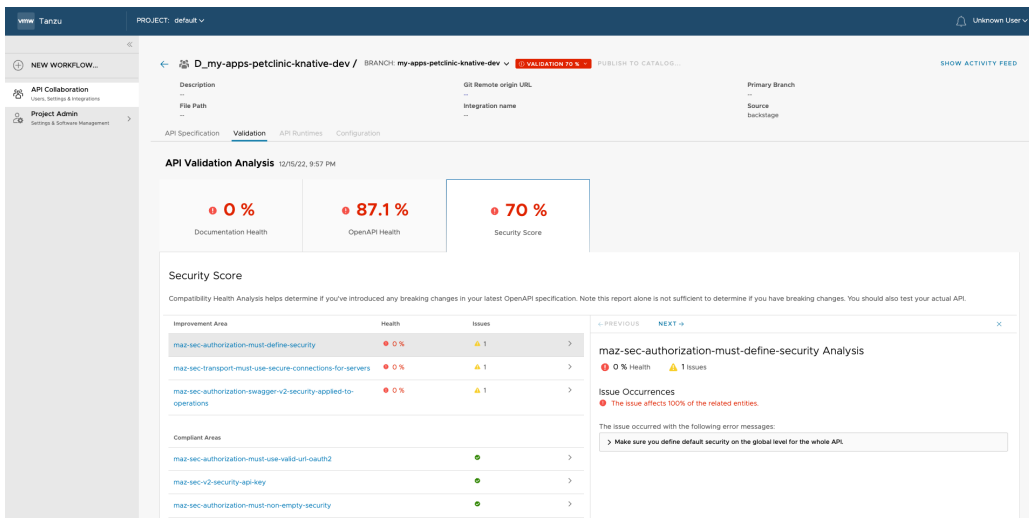 vmw Tanzu
PROJECT: default
Unknown User
NEW WORKFLOW...
API Collaboration
Users, Settings & Integrations
Project Admin
Settings & Software Management
D_my-apps-petclinic-knative-dev / BRANCH: my-apps-petclinic-knative-dev VALIDATION 70 % PUBLISH TO CATALOG...
SHOW ACTIVITY FEED
Description
--
Git Remote origin URL
--
Primary Branch
--
File Path
--
Integration name
--
Source
backstage
API Specification Validation API Runtimes Configuration
API Validation Analysis 12/15/22, 9:57 PM
0 %
Documentation Health
87.1 %
OpenAPI Health
70 %
Security Score
Security Score
Compatibility Health Analysis helps determine if you've introduced any breaking changes in your latest OpenAPI specification. Note this report alone is not sufficient to determine if you have breaking changes. You should also test your actual API.
Improvement Area Health Issues
maz-sec-authorization-must-define-security 0 % 1
maz-sec-transport-must-use-secure-connections-for-servers 0 % 1
maz-sec-authorization-swagger-v2-security-applied-to- 0 % 1
operations
Compliant Areas
maz-sec-authorization-must-use-valid-url-oauth2
maz-sec-v2-security-api-key
maz-sec-authorization-must-non-empty-security
← PREVIOUS NEXT →
maz-sec-authorization-must-define-security Analysis
0 % Health 1 Issues
Issue Occurrences
The issue affects 100% of the related entities.
The issue occurred with the following error messages:
Make sure you define default security on the global level for the whole API.